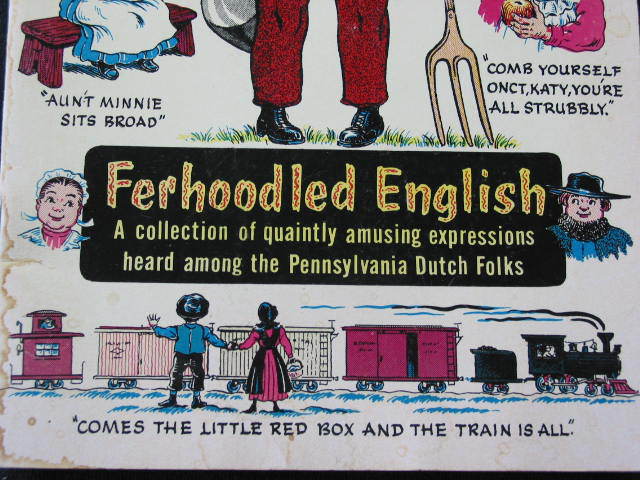 "AUNT MINNIE
SITS BROAD"
"COMB YOURSELF
ONCT, KATY, YOU'RE
ALL STRUBBLY."
Ferhoodled English
A collection of quaintly amusing expressions
heard among the Pennsylvania Dutch Folks
"COMES THE LITTLE RED BOX AND THE TRAIN IS ALL."